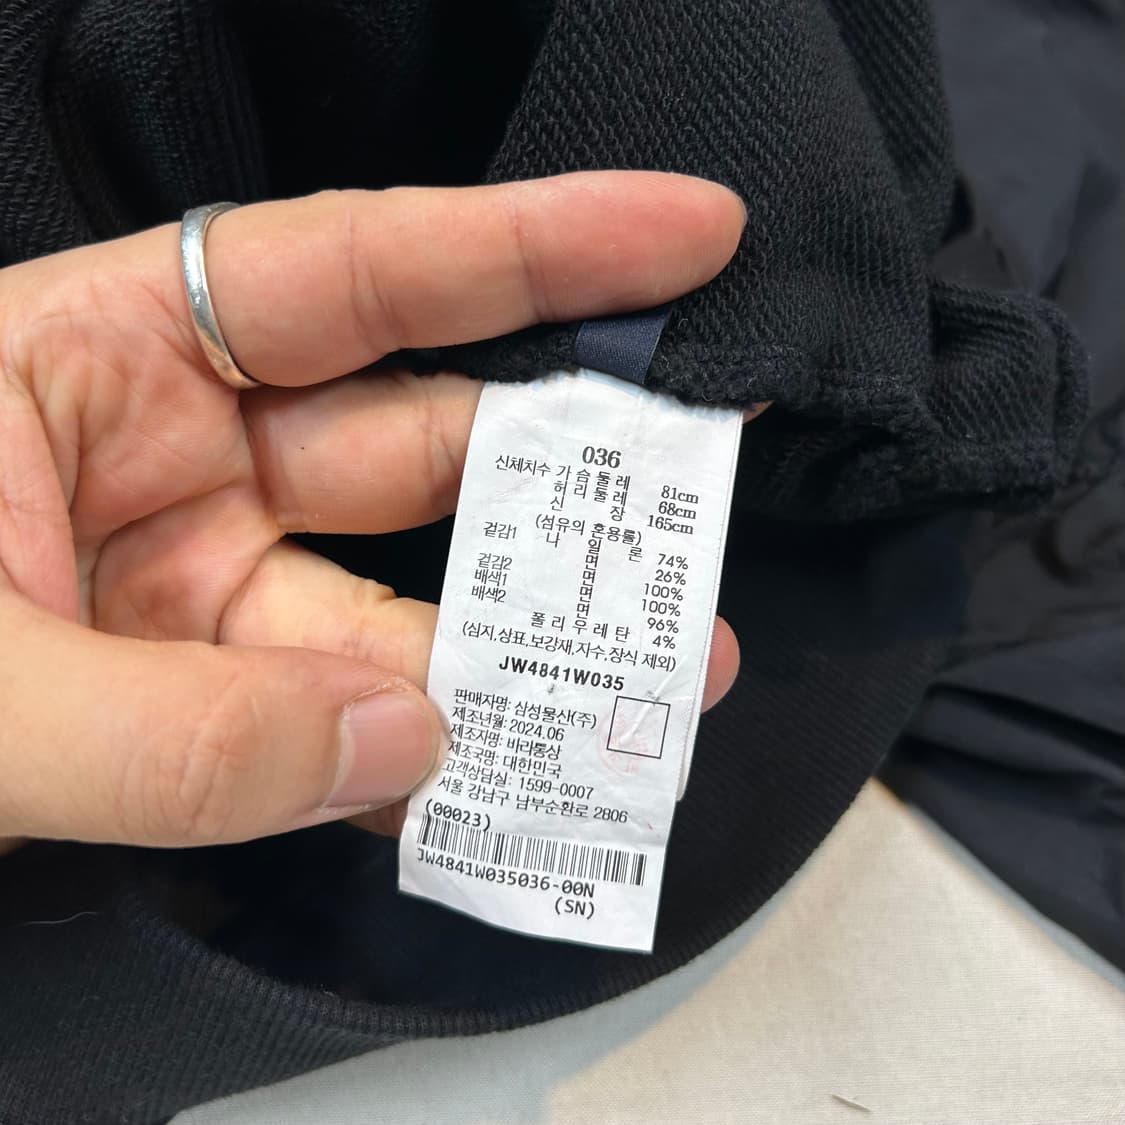 036
신체치수 가슴둘레 81cm
허리둘레 68cm
신장 165cm
(섬유의 혼용률)
겉감1 나일론 74%
면 26%
겉감2 면 100%
배색1 면 100%
배색2 면 96%
폴리우레탄 4%
(심지,상표,보강재,자수,장식 제외)
JW4841W035
판매자명: 삼성물산(주)
제조년월: 2024.06
제조자명: 바라통상
제조국명: 대한민국
고객상담실: 1599-0007
서울 강남구 남부순환로 2806
(00023)
JW4841W035036-00N
(SN)